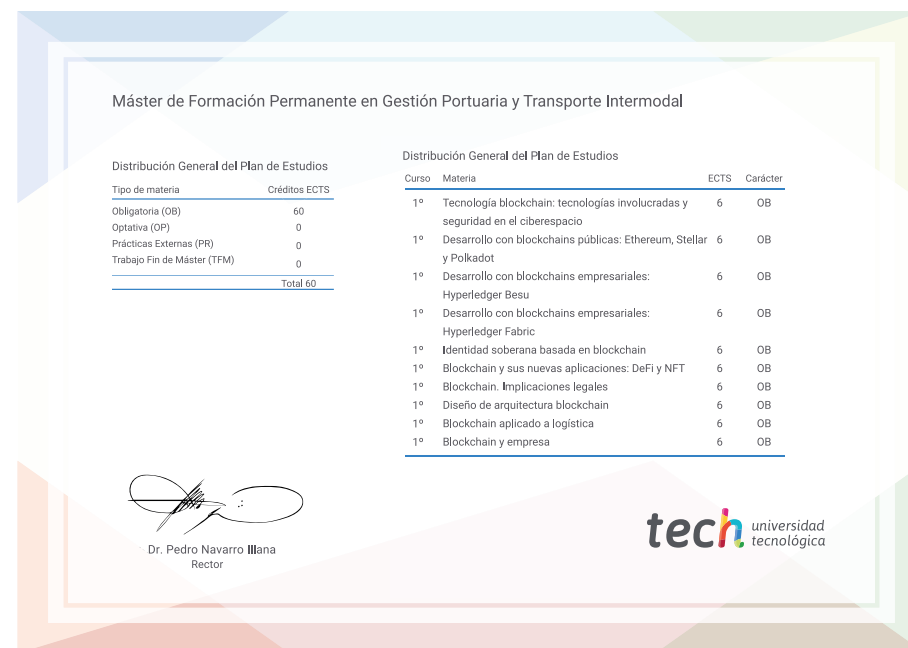 Máster de Formación Permanente en Gestión Portuaria y Transporte Intermodal
Distribución General del Plan de Estudios
Tipo de materia Créditos ECTS
Obligatoria (OB) 60
Optativa (OP) 0
Prácticas Externas (PR) 0
Trabajo Fin de Máster (TFM) 0
Total 60
Distribución General del Plan de Estudios
Curso Materia ECTS Carácter
1º Tecnología blockchain: tecnologías involucradas y 6 OB
seguridad en el ciberespacio
1º Desarrollo con blockchains públicas: Ethereum, Stellar 6 OB
y Polkadot
1º Desarrollo con blockchains empresariales: 6 OB
Hyperledger Besu
1º Desarrollo con blockchains empresariales: 6 OB
Hyperledger Fabric
1º Identidad soberana basada en blockchain 6 OB
1º Blockchain y sus nuevas aplicaciones: DeFi y NFT 6 OB
1º Blockchain. Implicaciones legales 6 OB
1º Diseño de arquitectura blockchain 6 OB
1º Blockchain aplicado a logística 6 OB
1º Blockchain y empresa 6 OB
Dr. Pedro Navarro Illana
Rector
tech universidad
tecnológica